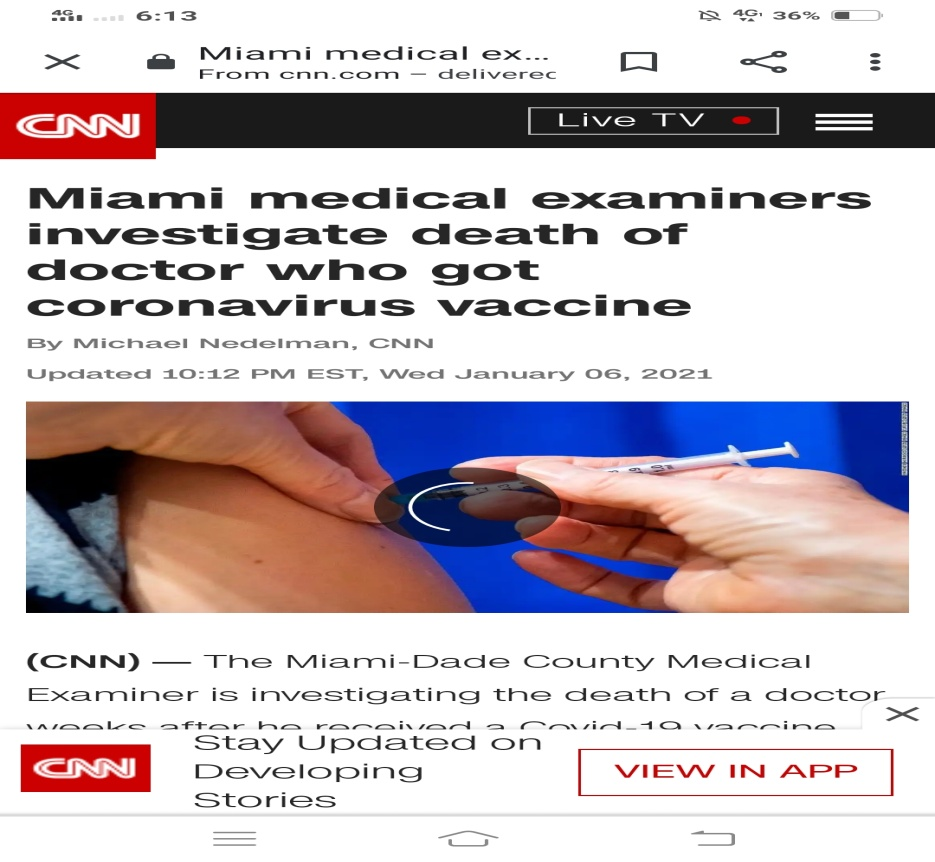 4G 6:13 4G 36%
Miami medical ex...
From cnn.com – delivered
CNN Live TV
Miami medical examiners
investigate death of
doctor who got
coronavirus vaccine
By Michael Nedelman, CNN
Updated 10:12 PM EST, Wed January 06, 2021
(CNN) — The Miami-Dade County Medical
Examiner is investigating the death of a doctor
weeks after he received a Covid-19 vaccine
CNN
Stay Updated on
Developing
Stories
VIEW IN APP